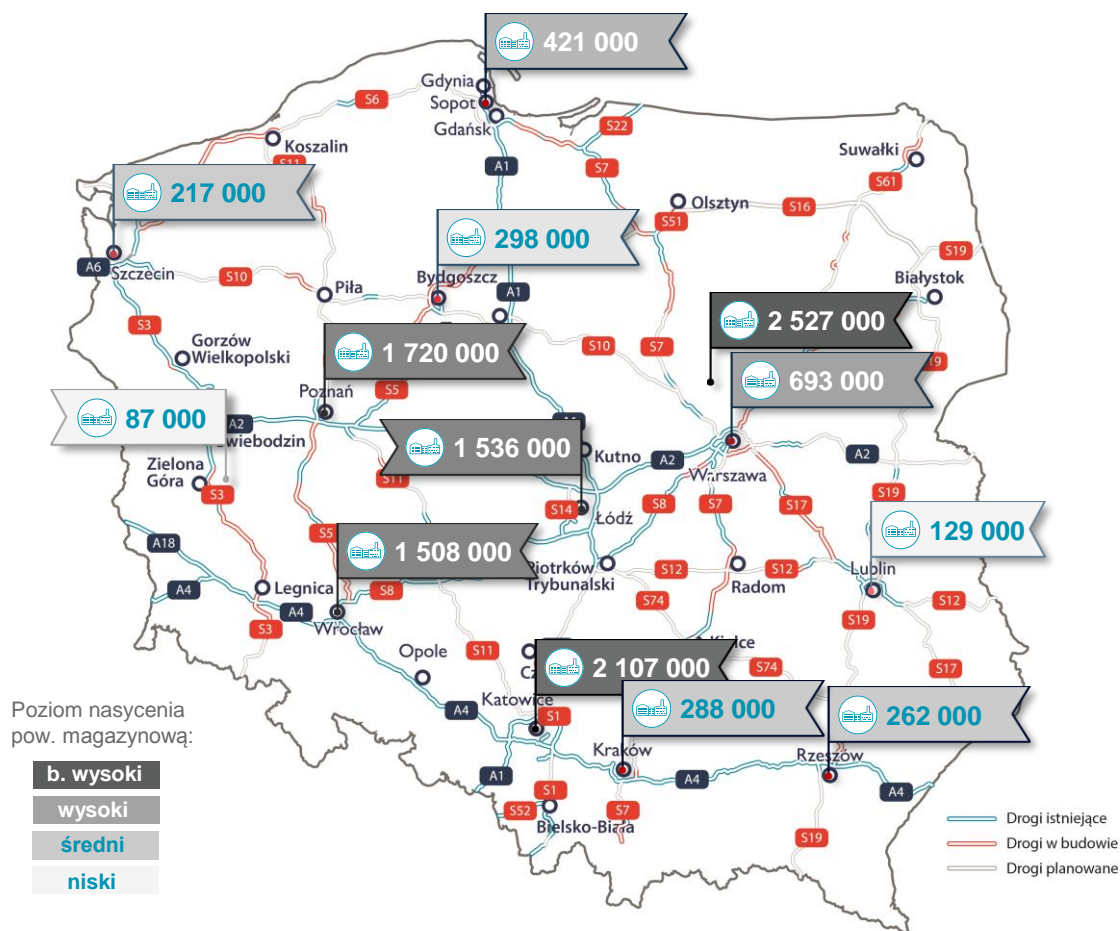 421 000
Gdynia
Sopot
Gdańsk
S6
Koszalin
S11
A1
S22
S7
Suwałki
S61
217 000
Olsztyn
S51
S16
298 000
S19
A6
Szczecin
S10
Piła
Bydgoszcz
A1
Białystok
2 527 000
S3
Gorzów
Wielkopolski
1 720 000
S10
S7
S19
693 000
Poznań
S5
87 000
A2
Świebodzin
1 536 000
Kutno
A2
Warszawa
A2
Zielona
Góra
S3
S11
S14
Łódź
S8
S7
S17
S19
A18
S5
1 508 000
129 000
Piotrków
Trybunalski
S12
Radom
S12
Lublin
A4
Legnica
A4
S8
S74
S12
S3
Wrocław
S19
Opole
S11
2 107 000
S74
S17
Katowice
A4
S1
288 000
262 000
Kraków
Rzeszów
A1
S1
A4
A4
S52
Bielsko-Biała
S7
S19
Poziom nasycenia
pow. magazynową:
b. wysoki
wysoki
średni
niski
Drogi istniejące
Drogi w budowie
Drogi planowane